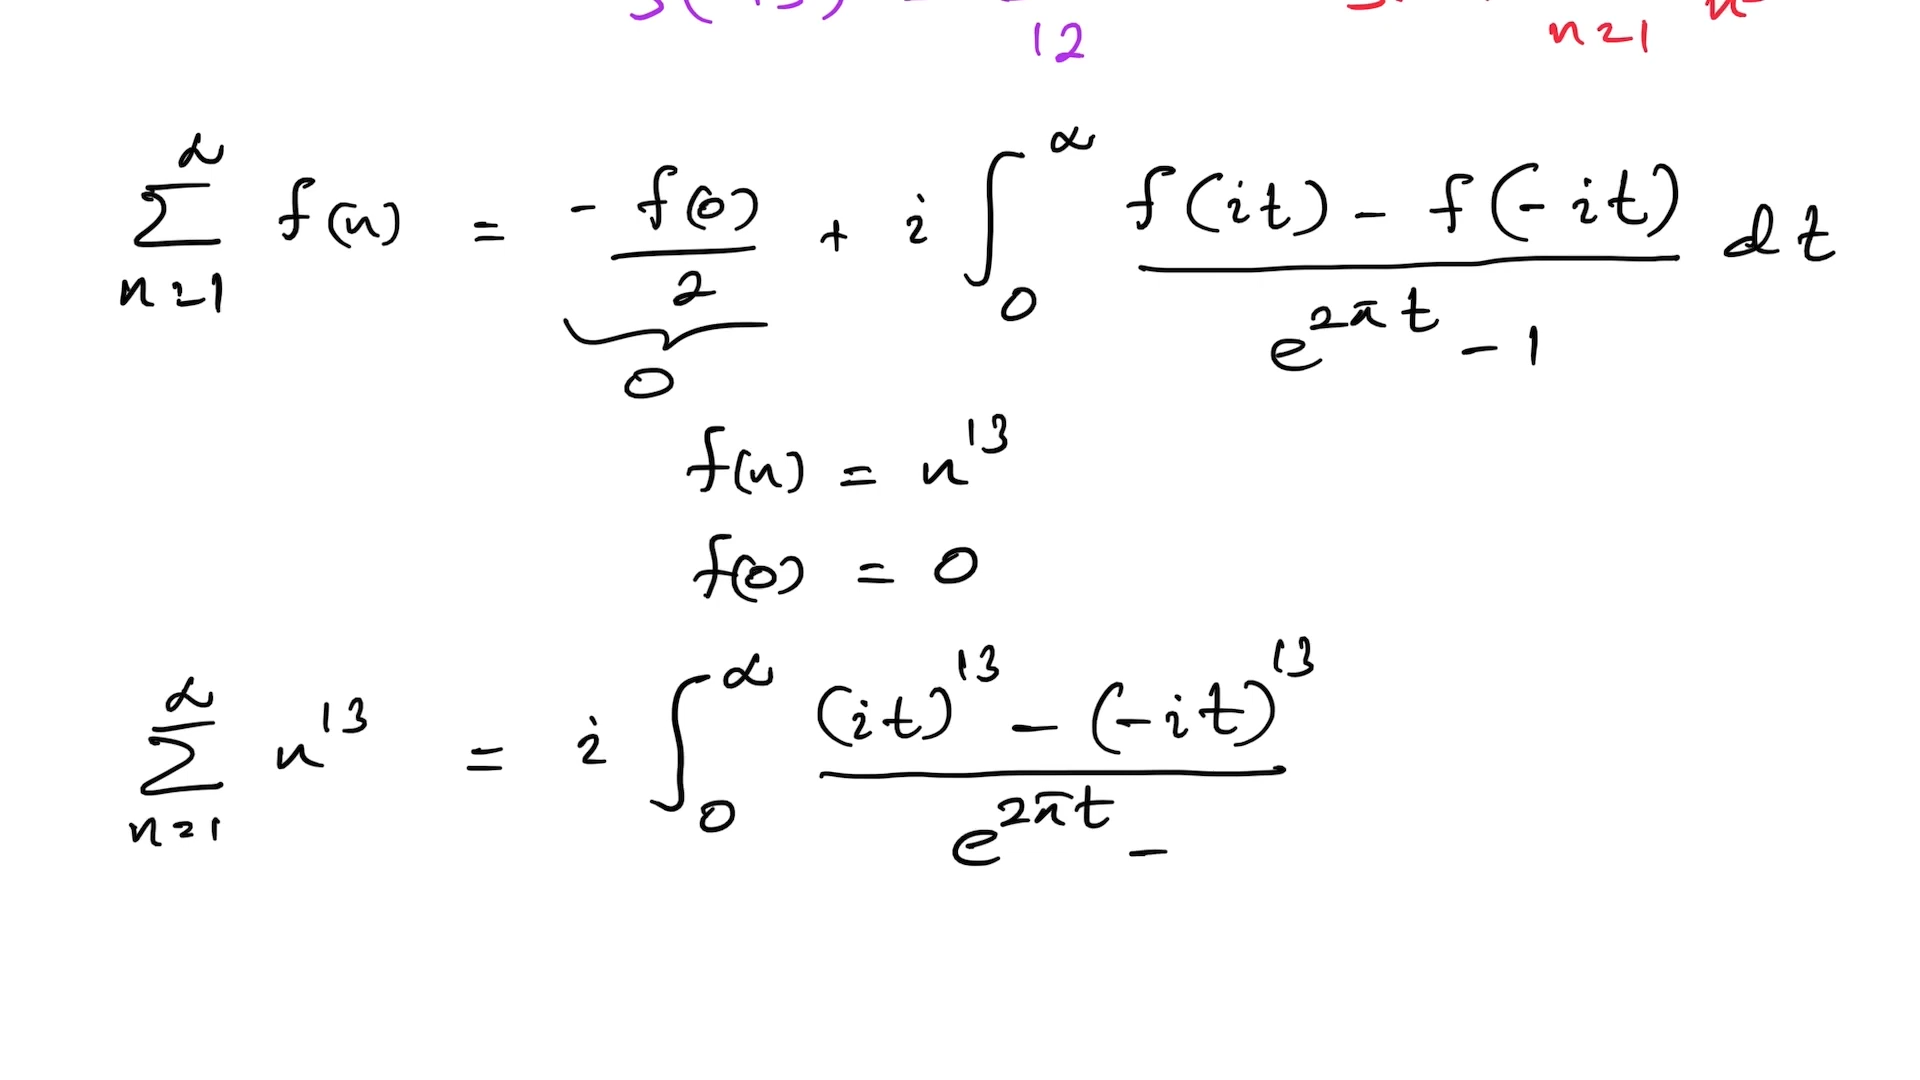 12
n=1
∑_{n=1}^{∞} f(n) = -f(0)/2 + i ∫_0^∞ (f(it) - f(-it))/(e^{2πt} - 1) dt
0
f(n) = n^{13}
f(0) = 0
∑_{n=1}^{∞} n^{13} = i ∫_0^∞ ((it)^{13} - (-it)^{13})/(e^{2πt} -